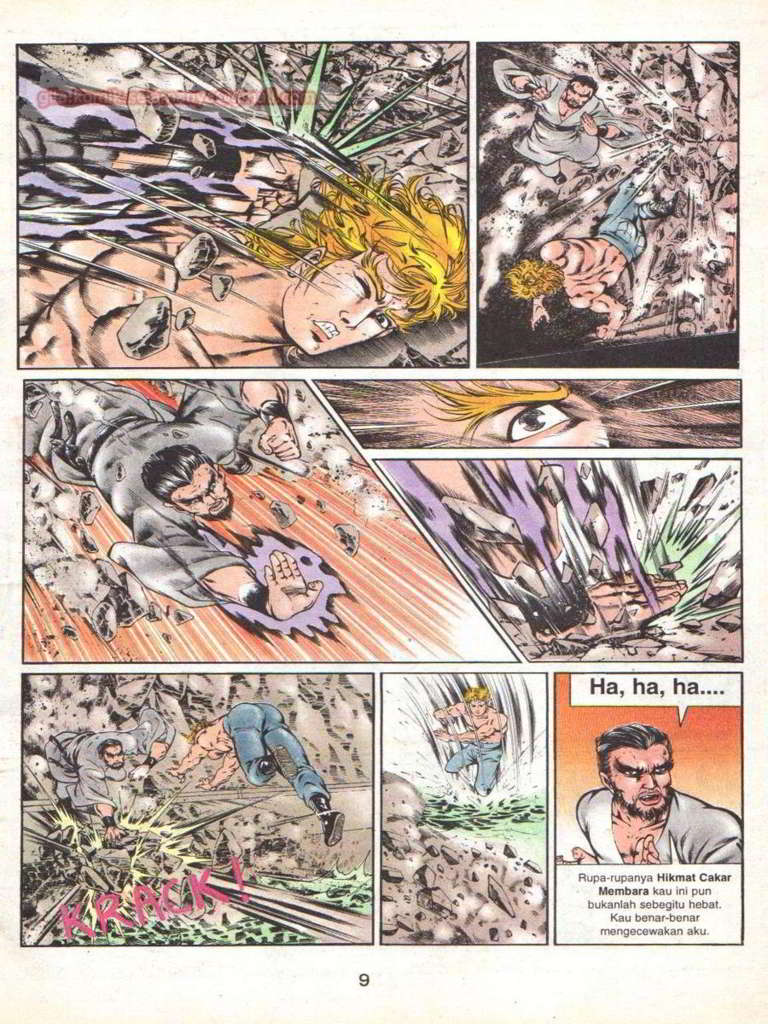 KRACK!
Ha, ha, ha....
Rupa-rupanya Hikmat Cakar
Membara kau ini pun
bukanlah sebegitu hebat.
Kau benar-benar
mengecewakan aku.
9